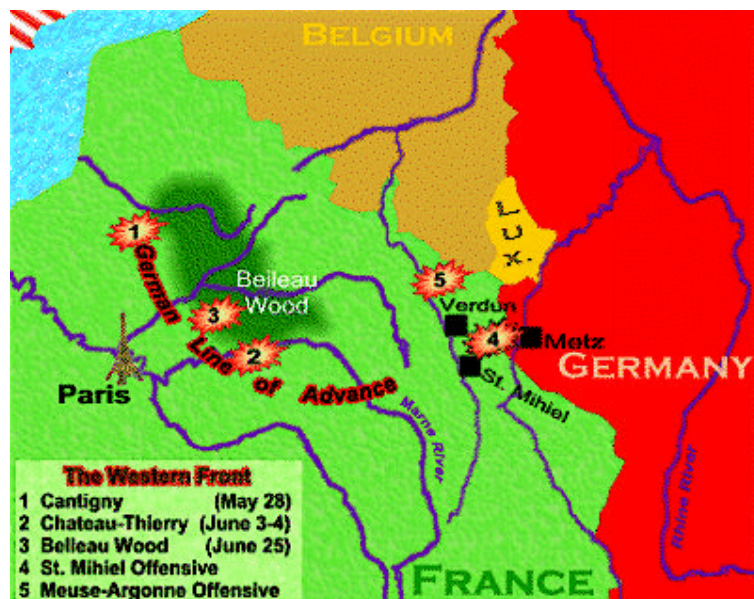 BELGIUM
LUX.
1
German Line of Advance
Belleau
Wood
5
Verdun
3
4
Metz
2
GERMANY
Paris
St. Mihiel
Marne River
Rhine River
The Western Front
1 Cantigny (May 28)
2 Chateau-Thierry (June 3-4)
3 Belleau Wood (June 25)
4 St. Mihiel Offensive
5 Meuse-Argonne Offensive
FRANCE